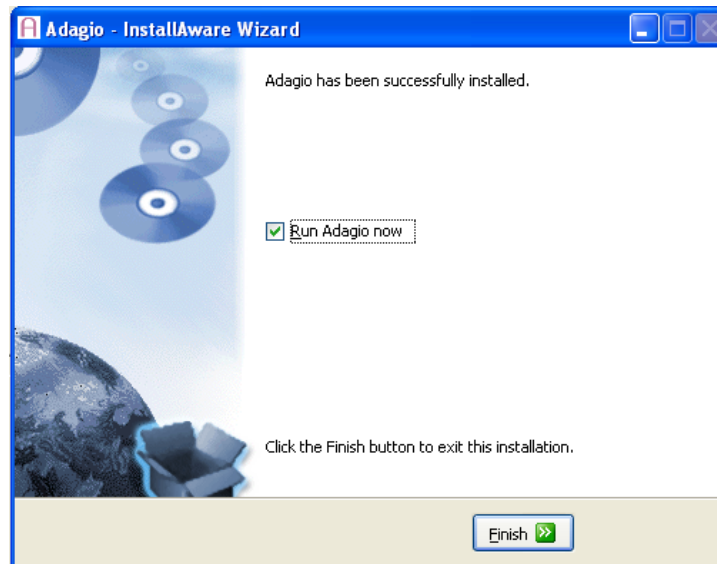 A Adagio - InstallAware Wizard
Adagio has been successfully installed.
Run Adagio now
Click the Finish button to exit this installation.
Finish